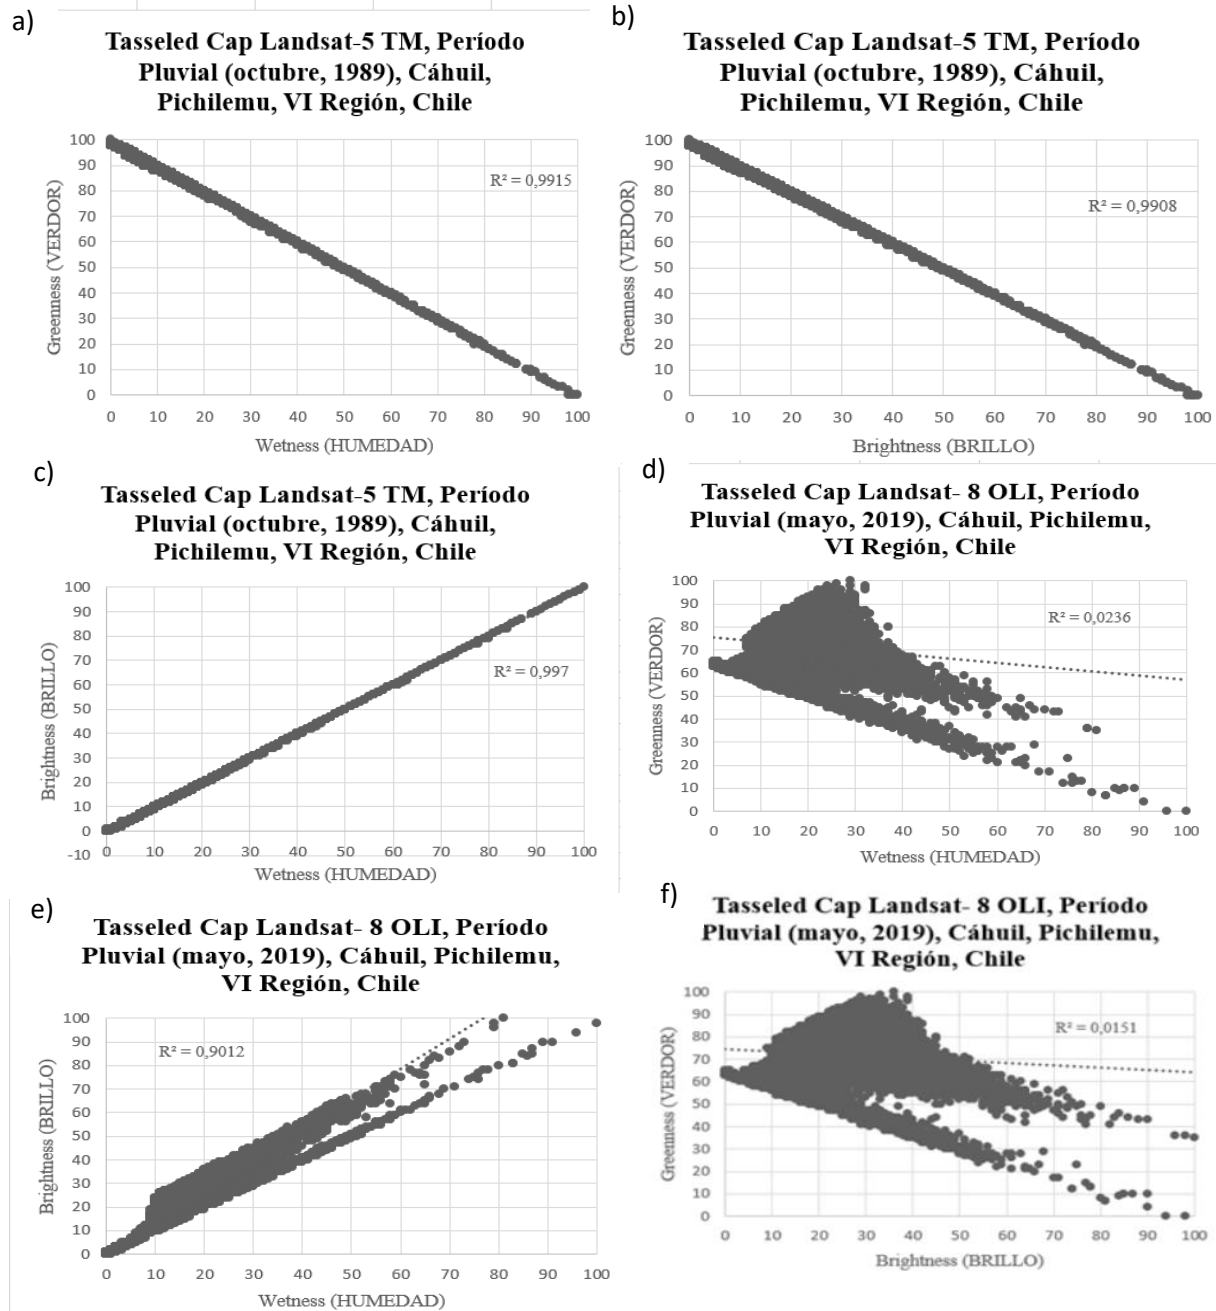 a)
Tasseled Cap Landsat-5 TM, Período
Pluvial (octubre, 1989), Cáhuil,
Pichilemu, VI Región, Chile
100
90
80
70
60
50
40
30
20
10
0
Greenness (VERDOR)
R² = 0,9915
0 10 20 30 40 50 60 70 80 90 100
Wetness (HUMEDAD)
b)
Tasseled Cap Landsat-5 TM, Período
Pluvial (octubre, 1989), Cáhuil,
Pichilemu, VI Región, Chile
100
90
80
70
60
50
40
30
20
10
0
Greenness (VERDOR)
R² = 0,9908
0 10 20 30 40 50 60 70 80 90 100
Brightness (BRILLO)
c)
Tasseled Cap Landsat-5 TM, Período
Pluvial (octubre, 1989), Cáhuil,
Pichilemu, VI Región, Chile
100
90
80
70
60
50
40
30
20
10
0
-10
Brightness (BRILLO)
R² = 0,997
0 10 20 30 40 50 60 70 80 90 100
Wetness (HUMEDAD)
d)
Tasseled Cap Landsat- 8 OLI, Período
Pluvial (mayo, 2019), Cáhuil, Pichilemu,
VI Región, Chile
100
90
80
70
60
50
40
30
20
10
0
Greenness (VERDOR)
R² = 0,0236
0 10 20 30 40 50 60 70 80 90 100
Wetness (HUMEDAD)
e)
Tasseled Cap Landsat- 8 OLI, Período
Pluvial (mayo, 2019), Cáhuil, Pichilemu,
VI Región, Chile
100
90
80
70
60
50
40
30
20
10
0
Brightness (BRILLO)
R² = 0,9012
0 10 20 30 40 50 60 70 80 90 100
Wetness (HUMEDAD)
f)
Tasseled Cap Landsat- 8 OLI, Período
Pluvial (mayo, 2019), Cáhuil, Pichilemu,
VI Región, Chile
100
90
80
70
60
50
40
30
20
10
0
Greenness (VERDOR)
R² = 0,0151
0 10 20 30 40 50 60 70 80 90 100
Brightness (BRILLO)